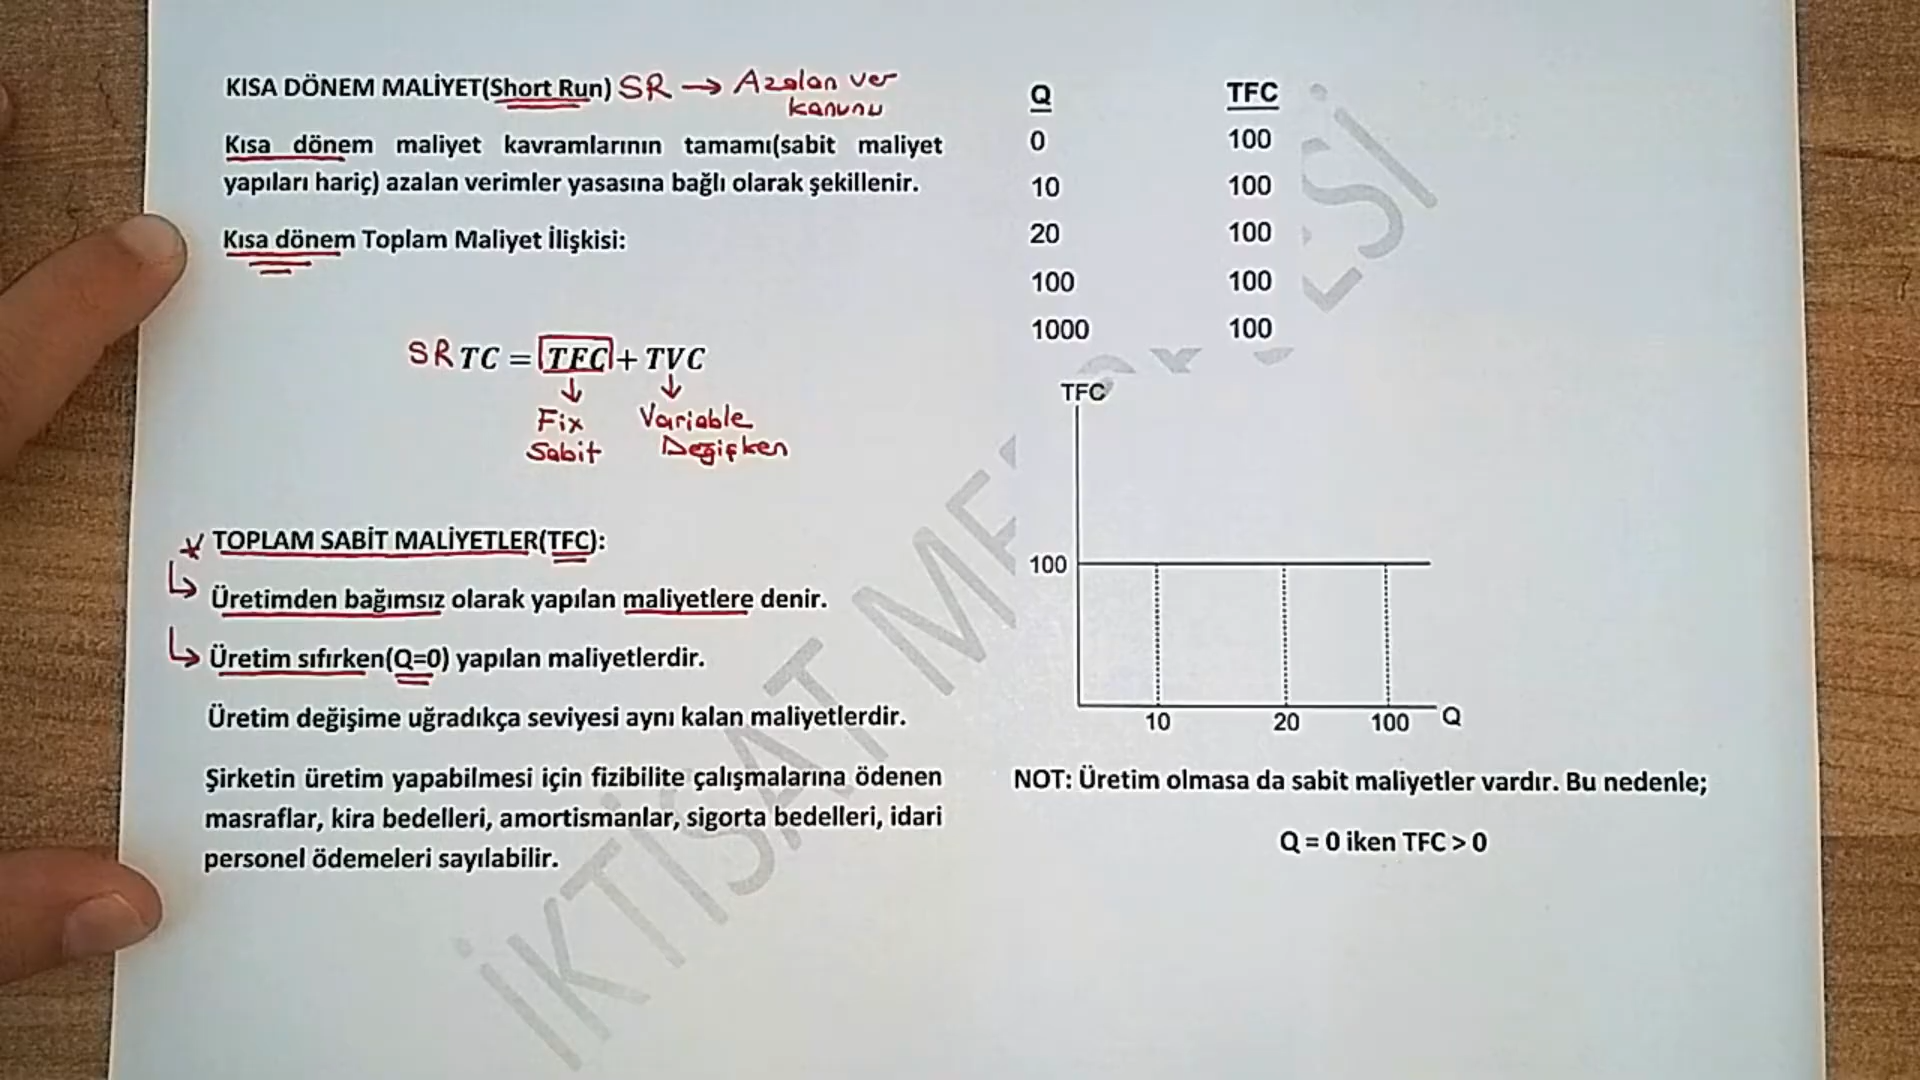 KISA DÖNEM MALİYET(Short Run) SR → Azalan ver
kanunu
Kısa dönem maliyet kavramlarının tamamı(sabit maliyet
yapıları hariç) azalan verimler yasasına bağlı olarak şekillenir.
Kısa dönem Toplam Maliyet İlişkisi:
SR TC = TFC + TVC
↓ ↓
Fix Variable
Sabit Değişken
TOPLAM SABİT MALİYETLER(TFC):
Üretimden bağımsız olarak yapılan maliyetlere denir.
Üretim sıfırken(Q=0) yapılan maliyetlerdir.
Üretim değişime uğradıkça seviyesi aynı kalan maliyetlerdir.
Şirketin üretim yapabilmesi için fizibilite çalışmalarına ödenen
masraflar, kira bedelleri, amortismanlar, sigorta bedelleri, idari
personel ödemeleri sayılabilir.
Q TFC
0 100
10 100
20 100
100 100
1000 100
TFC
100
10 20 100 Q
NOT: Üretim olmasa da sabit maliyetler vardır. Bu nedenle;
Q = 0 iken TFC > 0